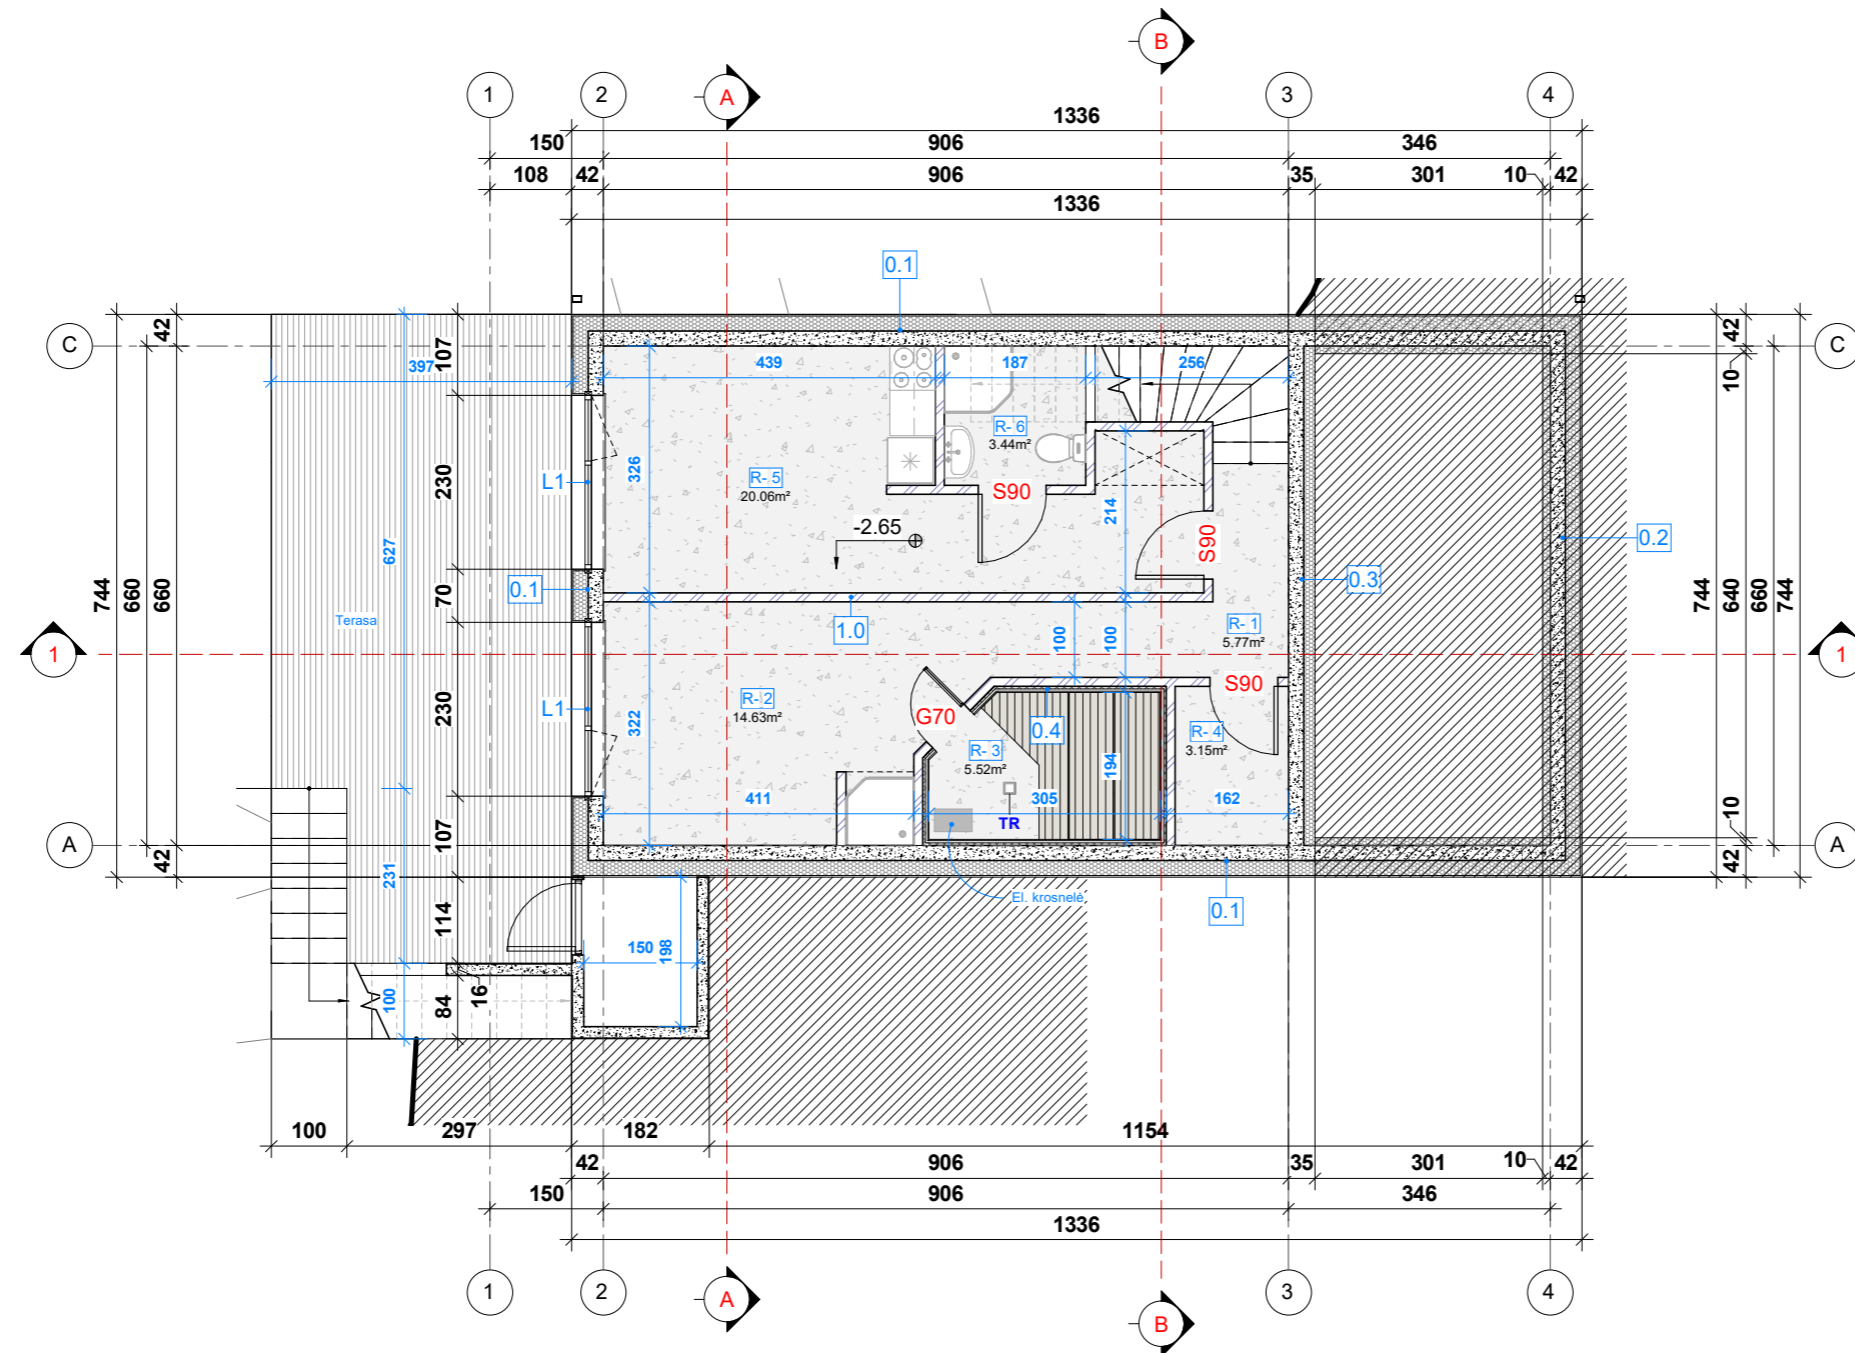 B
1 2 A 3 4
1336
150 906 346
108 42 906 35 301 10 42
1336
0.1
C 42 42 C
397 107 439 187 256 10
R- 6
3.44m²
230 L1 326 R- 5
20.06m²
S90 214
-2.65 S90 0.2
744 660 660 627 70 0.1 0.3 744 640 660 744
Terasa 1.0 100 100 R- 1
5.77m²
1 1
S90
230 L1 322 R- 2
14.63m²
G70 0.4 R- 4
3.15m²
R- 3
5.52m²
194
411 305 162
TR
A 42 107 10 42 A
231 El. krosnelė 0.1
114
150 198
100 84 16
100 297 182 1154
42 906 35 301 10 42
150 906 346
1336
1 2 A 3 4
B